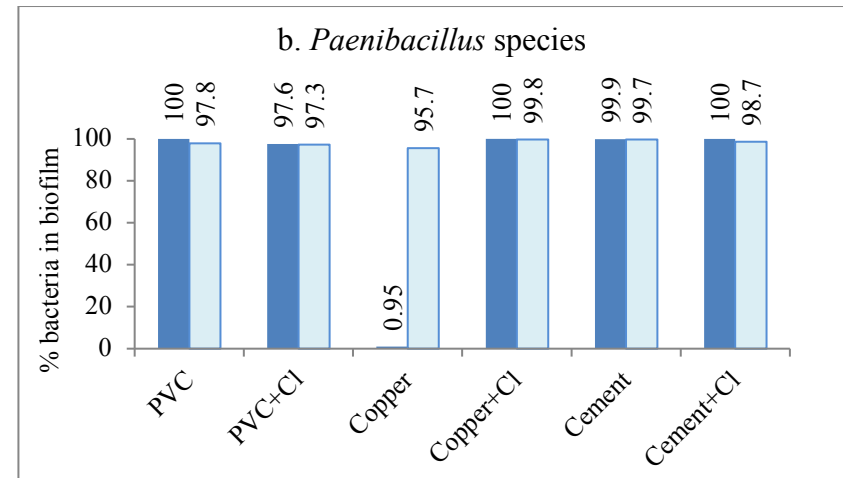 b. Paenibacillus species
100
97.8
97.6
97.3
0.95
95.7
100
99.8
99.9
99.7
100
98.7
% bacteria in biofilm
100
80
60
40
20
0
PVC
PVC+Cl
Copper
Copper+Cl
Cement
Cement+Cl